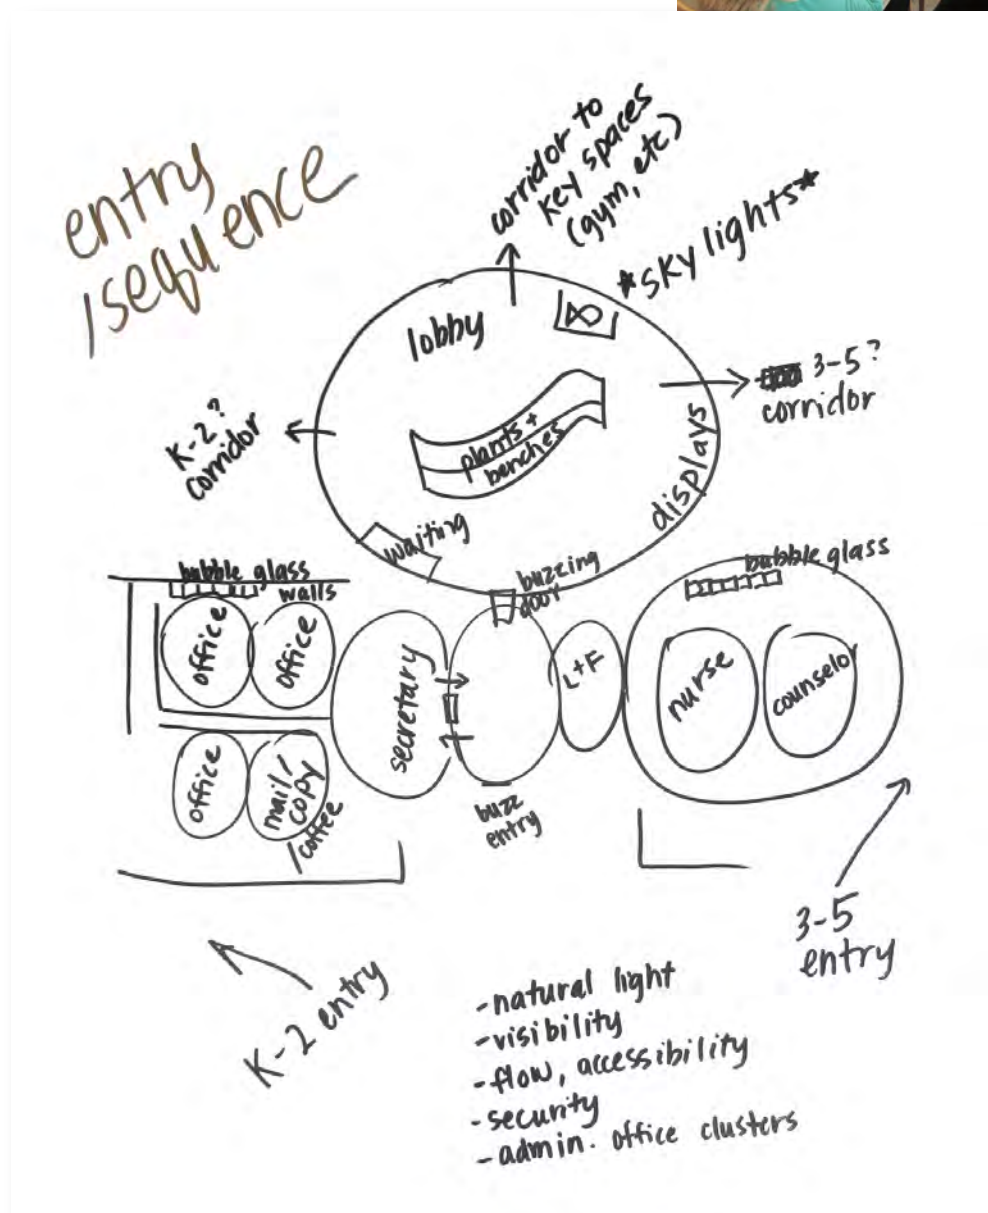 entry
/sequence
corridor to
key spaces
(gym, etc)
*sky lights*
lobby
3-5?
corridor
K-2?
corridor
plants +
benches
displays
waiting
buzzing
door
bubble glass
walls
bubble glass
office
office
secretary
L+F
nurse
counselor
office
mail/
copy
/coffee
buzz
entry
3-5
entry
K-2 entry
-natural light
-visibility
-flow, accessibility
-security
-admin. office clusters